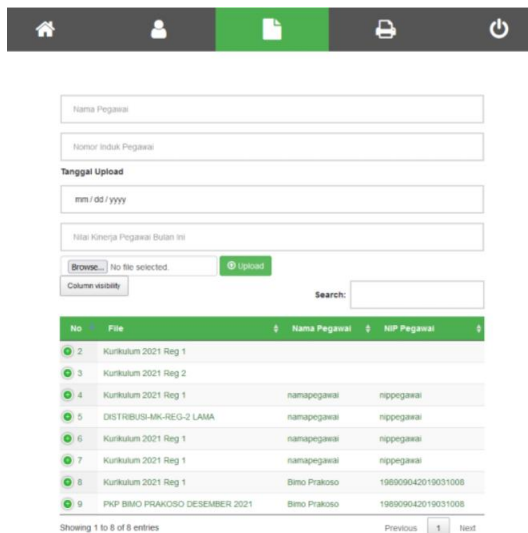 Nama Pegawai
Nomor Induk Pegawai
Tanggal Upload
mm / dd / yyyy
Nilai Kinerja Pegawai Bulan Ini
Browse... No file selected. Upload
Column visibility Search:
No File Nama Pegawai NIP Pegawai
2 Kurikulum 2021 Reg 1
3 Kurikulum 2021 Reg 2
4 Kurikulum 2021 Reg 1 namapegawai nippegawai
5 DISTRIBUSI-MK-REG-2 LAMA namapegawai nippegawai
6 Kurikulum 2021 Reg 1 namapegawai nippegawai
7 Kurikulum 2021 Reg 1 namapegawai nippegawai
8 Kurikulum 2021 Reg 1 Bimo Prakoso 198909042019031008
9 PKP BIMO PRAKOSO DESEMBER 2021 Bimo Prakoso 198909042019031008
Showing 1 to 8 of 8 entries Previous 1 Next